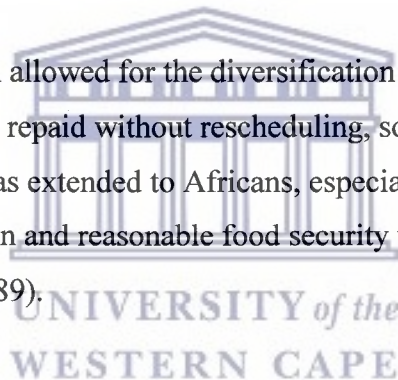 allowed for the diversification
repaid without rescheduling, so
as extended to Africans, especia
n and reasonable food security
89).
UNIVERSITY of the
WESTERN CAPE